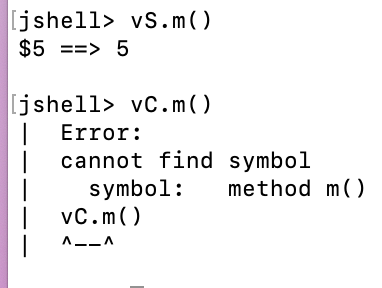 [jshell> vS.m()
$5 ==> 5
[jshell> vC.m()
|  Error:
|  cannot find symbol
|    symbol:   method m()
|  vC.m()
|  ^--^